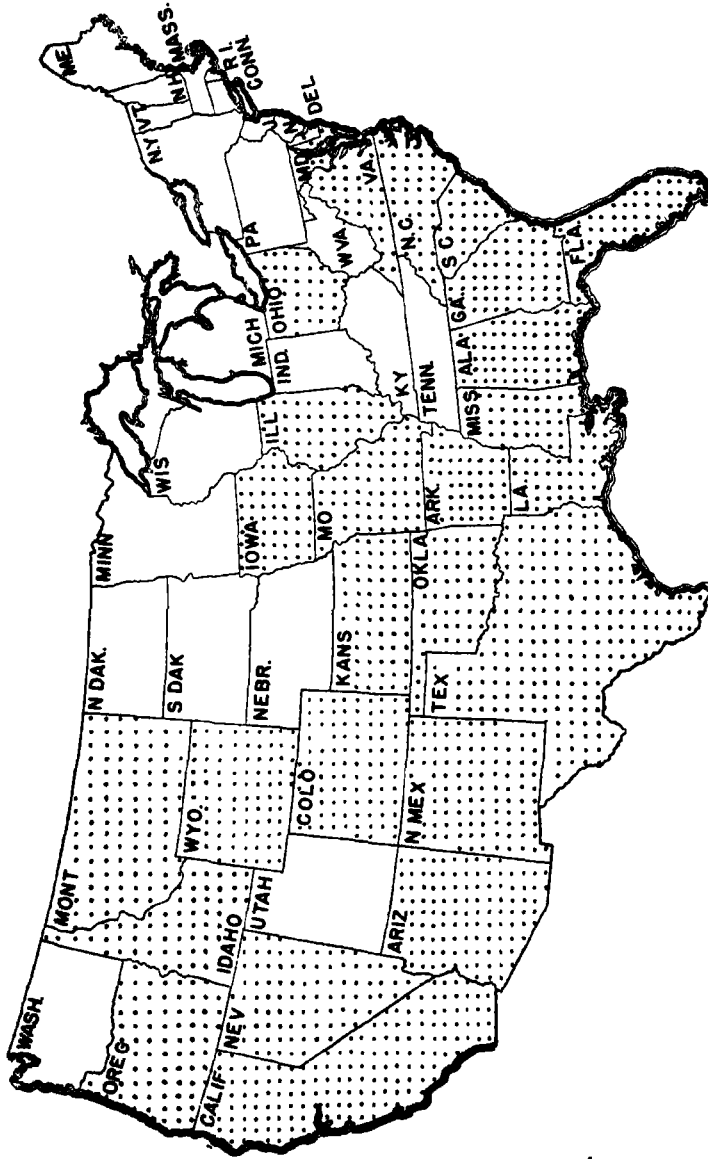 WASH.
OREG
CALIF
NEV
IDAHO
MONT
WYO.
UTAH
ARIZ
COLO
N MEX
N DAK.
S DAK
NEBR.
KANS
OKLA
TEX
MINN
IOWA
MO
ARK.
LA.
WIS
ILL
MICH
IND.
OHIO
KY
TENN.
MISS
ALA
GA.
FLA.
S C.
N.C.
VA.
W VA.
PA
MD.
DEL
N J
N.Y
VT
N H
MASS.
R I.
CONN.
ME.